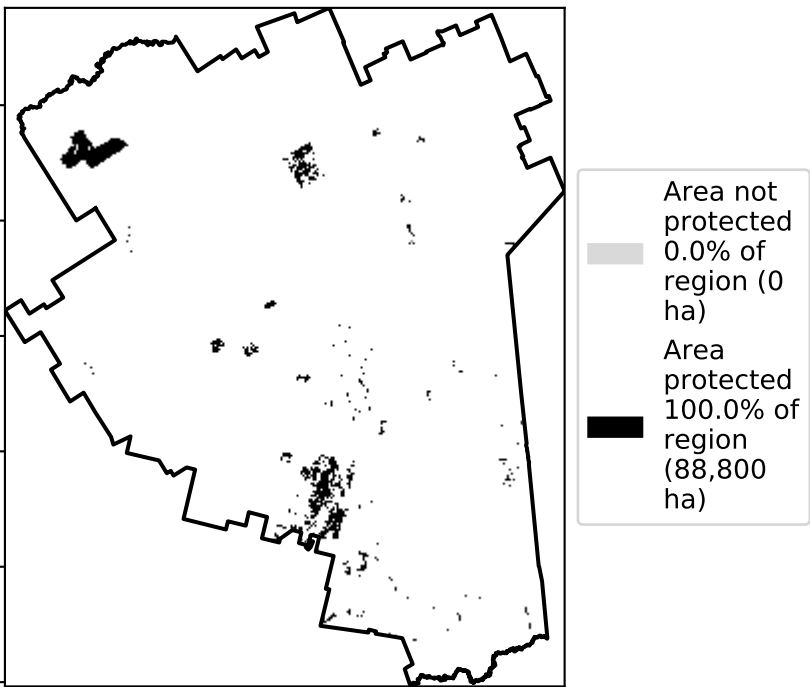 Area not
protected
0.0% of
region (0
ha)
Area
protected
100.0% of
region
(88,800
ha)